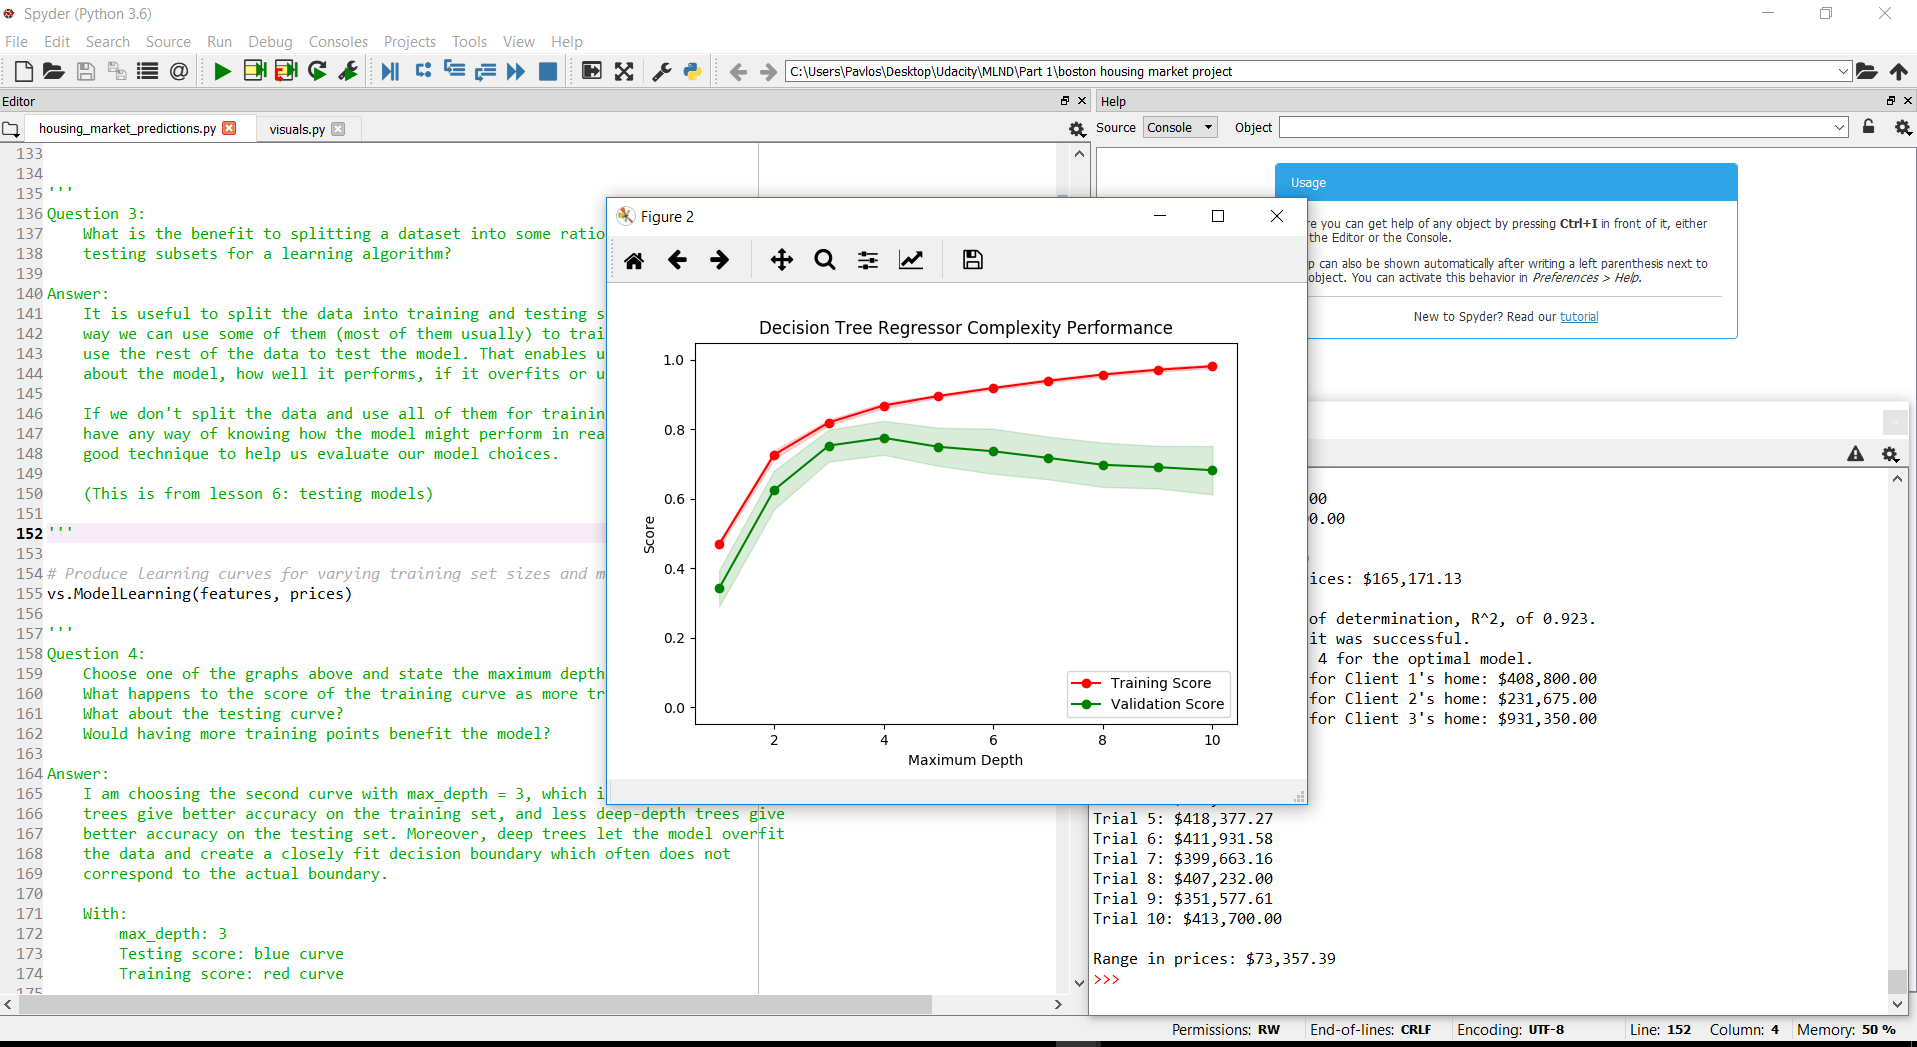 Spyder (Python 3.6)
File Edit Search Source Run Debug Consoles Projects Tools View Help
C:\Users\Pavlos\Desktop\Udacity\MLND\Part 1\boston housing market project
Editor
housing_market_predictions.py
visuals.py
133
134
135 '''
136 Question 3:
137 What is the benefit to splitting a dataset into some ratio
138 testing subsets for a learning algorithm?
139
140 Answer:
141 It is useful to split the data into training and testing s
142 way we can use some of them (most of them usually) to trai
143 use the rest of the data to test the model. That enables u
144 about the model, how well it performs, if it overfits or u
145
146 If we don't split the data and use all of them for trainin
147 have any way of knowing how the model might perform in rea
148 good technique to help us evaluate our model choices.
149
150 (This is from lesson 6: testing models)
151
152 '''
153
154 # Produce learning curves for varying training set sizes and m
155 vs.ModelLearning(features, prices)
156
157 '''
158 Question 4:
159 Choose one of the graphs above and state the maximum depth
160 What happens to the score of the training curve as more tr
161 What about the testing curve?
162 Would having more training points benefit the model?
163
164 Answer:
165 I am choosing the second curve with max_depth = 3, which i
166 trees give better accuracy on the training set, and less deep-depth trees give
167 better accuracy on the testing set. Moreover, deep trees let the model overfit
168 the data and create a closely fit decision boundary which often does not
169 correspond to the actual boundary.
170
171 With:
172 max_depth: 3
173 Testing score: blue curve
174 Training score: red curve
175
Figure 2
Decision Tree Regressor Complexity Performance
1.0
0.8
0.6
0.4
0.2
0.0
Score
2 4 6 8 10
Maximum Depth
Training Score
Validation Score
Help
Source Console Object
Usage
re you can get help of any object by pressing Ctrl+I in front of it, either
the Editor or the Console.
p can also be shown automatically after writing a left parenthesis next to
object. You can activate this behavior in Preferences > Help.
New to Spyder? Read our tutorial
00
0.00
ices: $165,171.13
of determination, R^2, of 0.923.
it was successful.
4 for the optimal model.
for Client 1's home: $408,800.00
for Client 2's home: $231,675.00
for Client 3's home: $931,350.00
Trial 5: $418,377.27
Trial 6: $411,931.58
Trial 7: $399,663.16
Trial 8: $407,232.00
Trial 9: $351,577.61
Trial 10: $413,700.00
Range in prices: $73,357.39
>>>
Permissions: RW End-of-lines: CRLF Encoding: UTF-8 Line: 152 Column: 4 Memory: 50 %